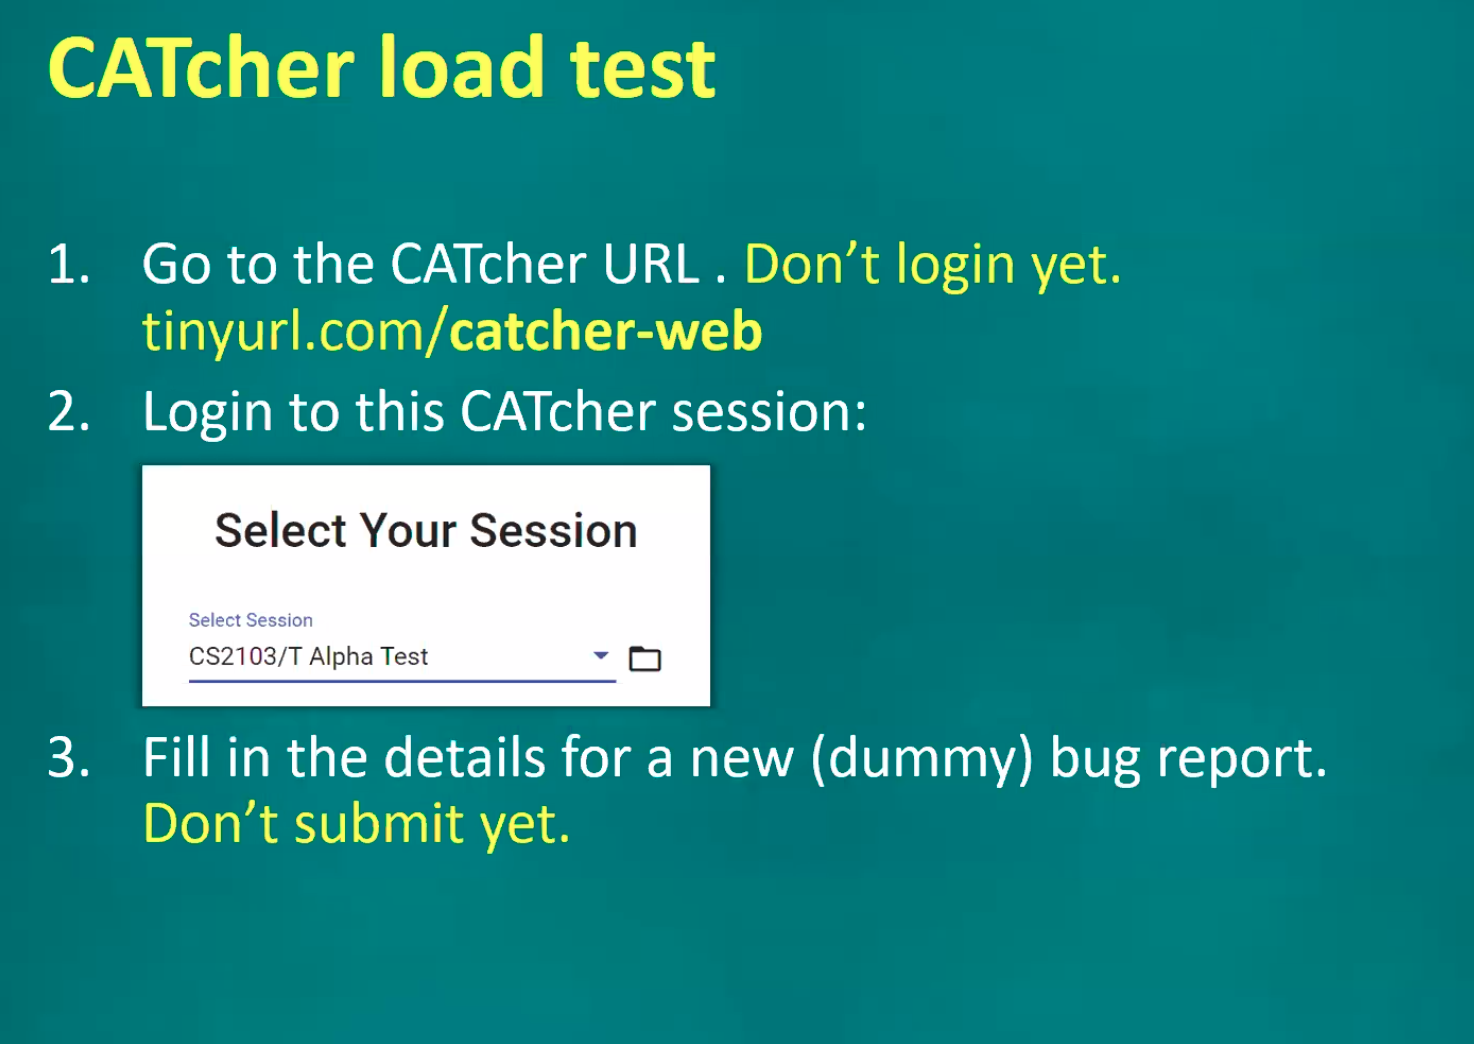 CATcher load test
1. Go to the CATcher URL . Don’t login yet.
tinyurl.com/catcher-web
2. Login to this CATcher session:
Select Your Session
Select Session
CS2103/T Alpha Test
3. Fill in the details for a new (dummy) bug report.
Don’t submit yet.